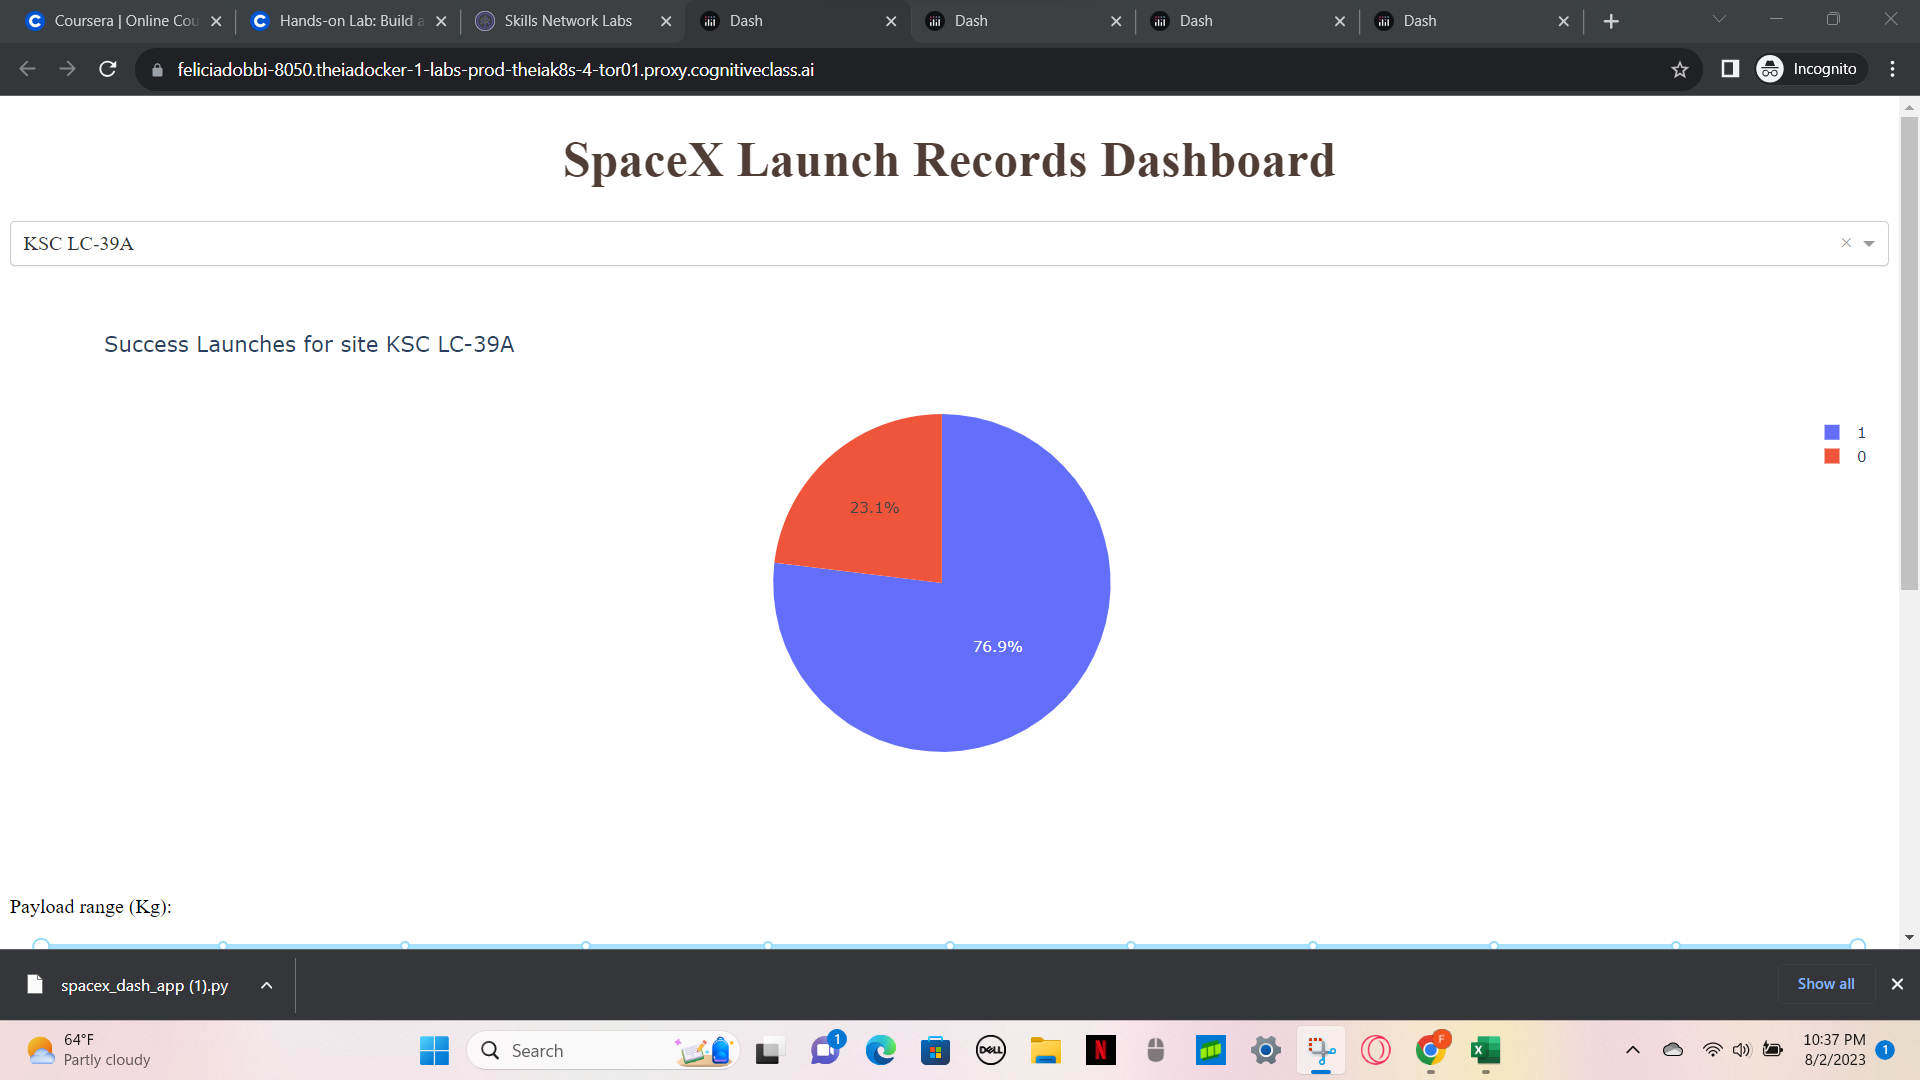 Coursera | Online Cou
Hands-on Lab: Build a
Skills Network Labs
Dash
Dash
Dash
Dash
feliciadobbi-8050.theiadocker-1-labs-prod-theiak8s-4-tor01.proxy.cognitiveclass.ai
Incognito
SpaceX Launch Records Dashboard
KSC LC-39A
Success Launches for site KSC LC-39A
1
0
23.1%
76.9%
Payload range (Kg):
spacex_dash_app (1).py
Show all
64°F
Partly cloudy
Search
1
DELL
N
F
X
10:37 PM
8/2/2023
1